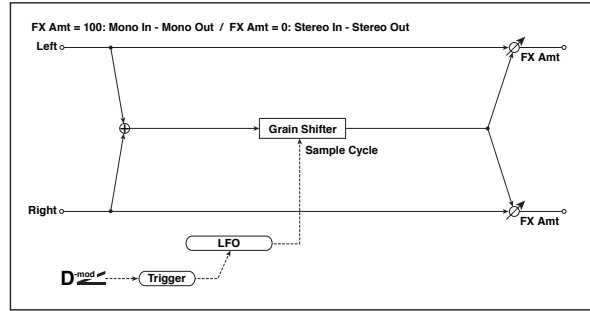 FX Amt = 100: Mono In - Mono Out / FX Amt = 0: Stereo In - Stereo Out
Left
FX Amt
Grain Shifter
Sample Cycle
Right
FX Amt
LFO
D-mod
Trigger